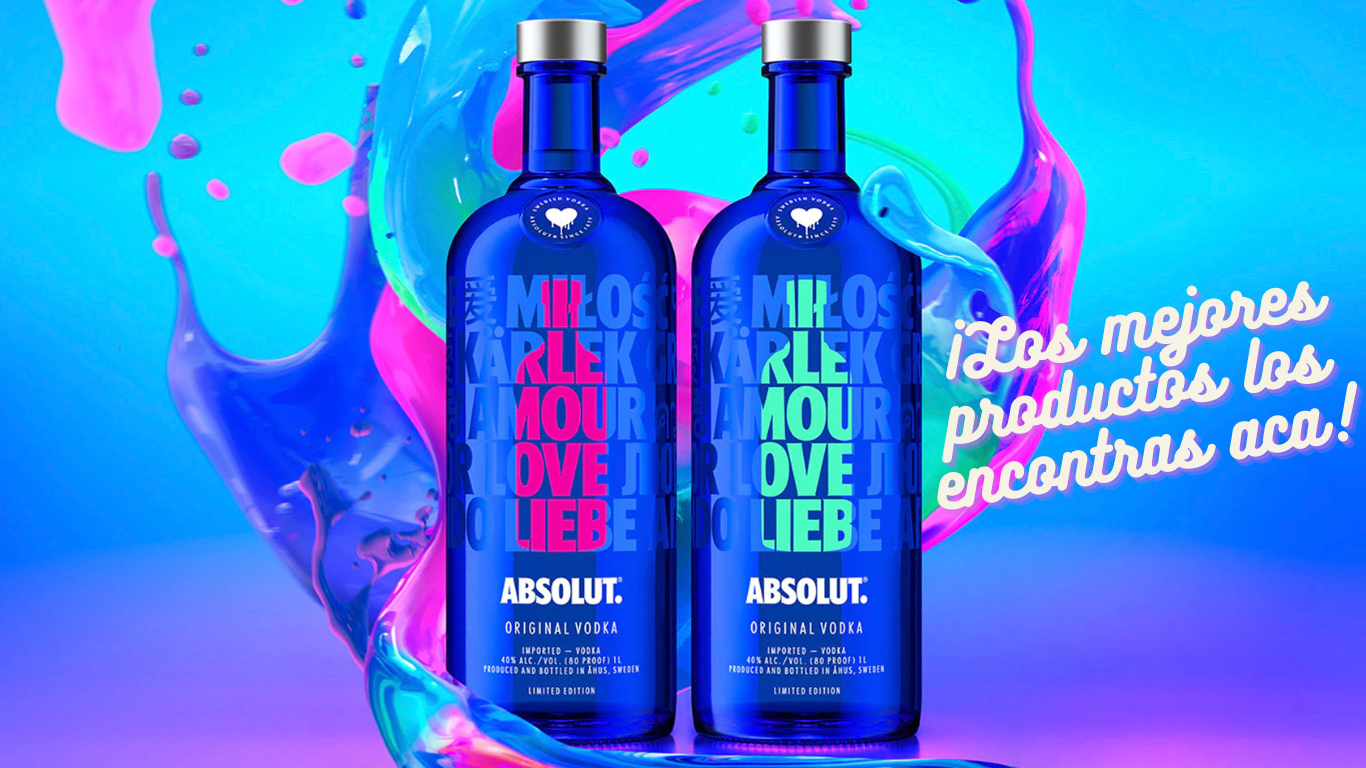 SWEDISH VODKA
ABSOLUT® SINCE 1879
MIŁOŚĆ
KÄRLEK
AMOUR
LOVE
LIEBE
ABSOLUT.®
ORIGINAL VODKA
IMPORTED — VODKA
40% ALC./VOL. (80 PROOF) 1L
PRODUCED AND BOTTLED IN ÅHUS, SWEDEN
LIMITED EDITION
SWEDISH VODKA
ABSOLUT® SINCE 1879
MIŁOŚĆ
KÄRLEK
AMOUR
LOVE
LIEBE
ABSOLUT.®
ORIGINAL VODKA
IMPORTED — VODKA
40% ALC./VOL. (80 PROOF) 1L
PRODUCED AND BOTTLED IN ÅHUS, SWEDEN
LIMITED EDITION
¡Los mejores
productos los
encontras aca!